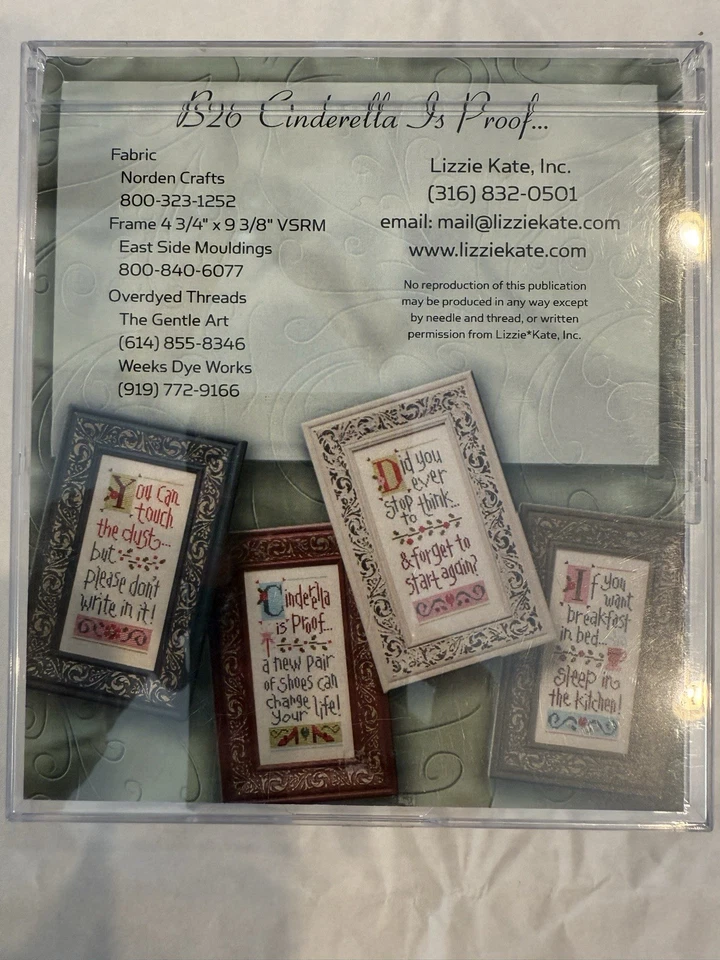 B26 Cinderella Is Proof...
Fabric
Norden Crafts
800-323-1252
Frame 4 3/4" x 9 3/8" VSRM
East Side Mouldings
800-840-6077
Overdyed Threads
The Gentle Art
(614) 855-8346
Weeks Dye Works
(919) 772-9166
Lizzie Kate, Inc.
(316) 832-0501
email: mail@lizziekate.com
www.lizziekate.com
No reproduction of this publication
may be produced in any way except
by needle and thread, or written
permission from Lizzie*Kate, Inc.
You can
touch
the dust...
but
please don't
write in it!
Cinderella
is proof...
a new pair
of shoes can
change
your life!
Did you
ever
stop to think...
& forget to
start again?
If you
want
breakfast
in bed...
sleep in
the kitchen!